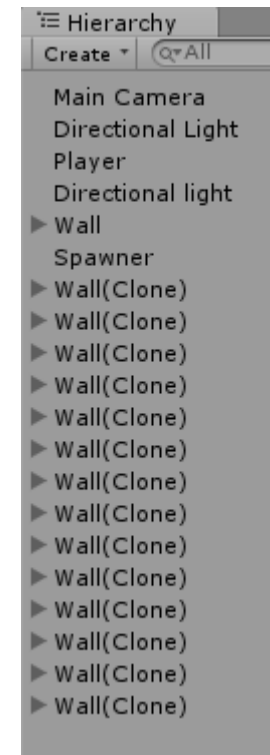 Hierarchy
Create All
Main Camera
Directional Light
Player
Directional light
Wall
Spawner
Wall(Clone)
Wall(Clone)
Wall(Clone)
Wall(Clone)
Wall(Clone)
Wall(Clone)
Wall(Clone)
Wall(Clone)
Wall(Clone)
Wall(Clone)
Wall(Clone)
Wall(Clone)
Wall(Clone)
Wall(Clone)